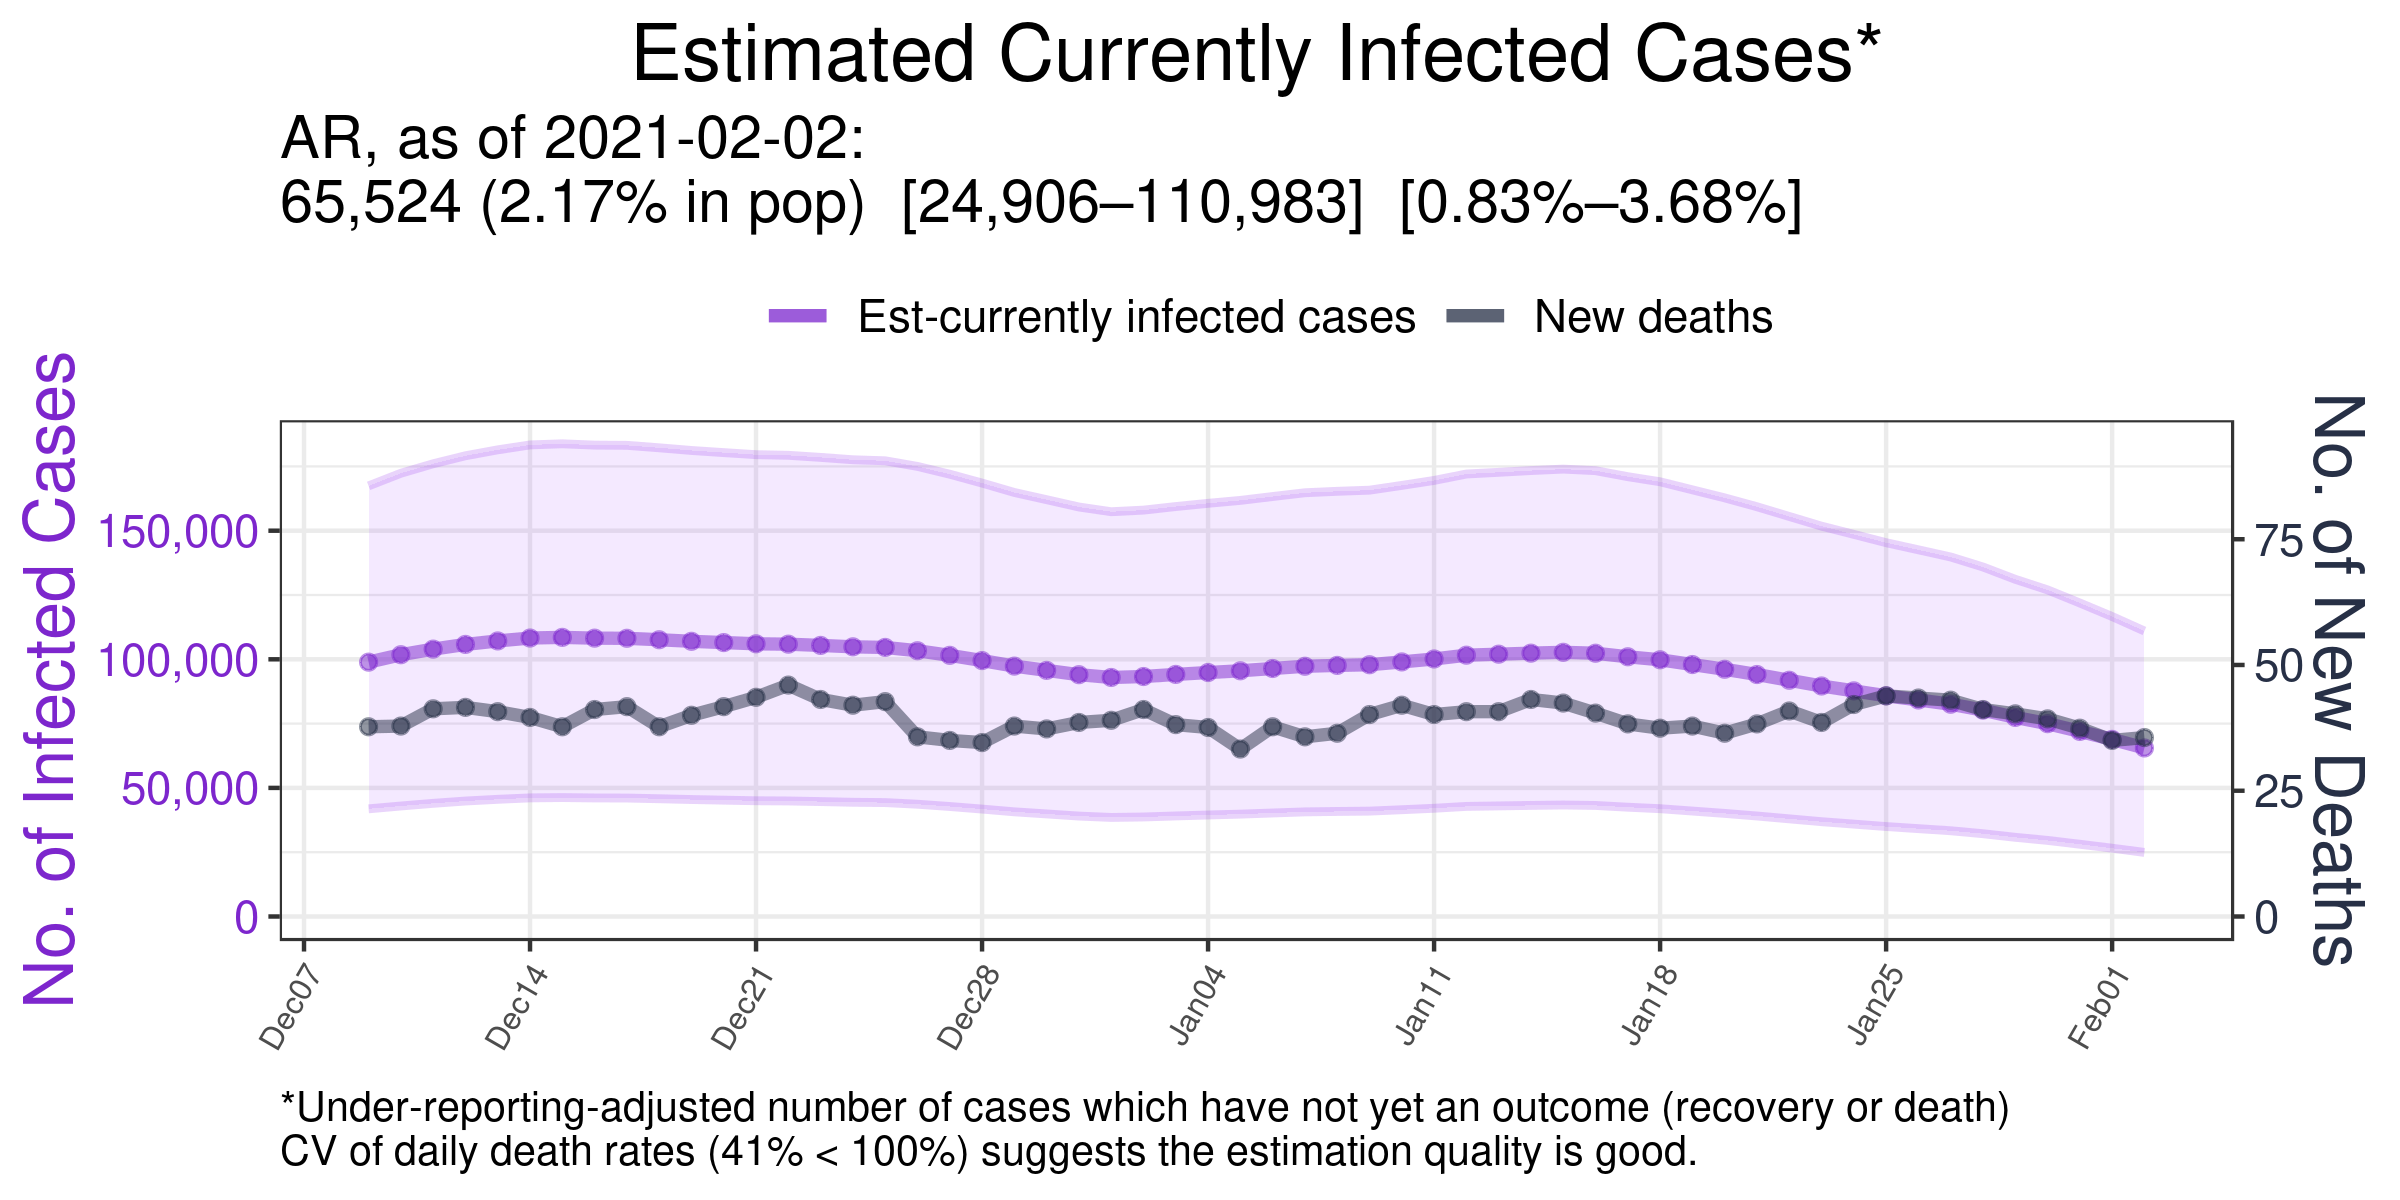 Estimated Currently Infected Cases*
AR, as of 2021-02-02:
65,524 (2.17% in pop)  [24,906–110,983]  [0.83%–3.68%]
Est-currently infected cases
New deaths
No. of Infected Cases
150,000
100,000
50,000
0
No. of New Deaths
75
50
25
0
Dec07
Dec14
Dec21
Dec28
Jan04
Jan11
Jan18
Jan25
Feb01
*Under-reporting-adjusted number of cases which have not yet an outcome (recovery or death)
CV of daily death rates (41% < 100%) suggests the estimation quality is good.